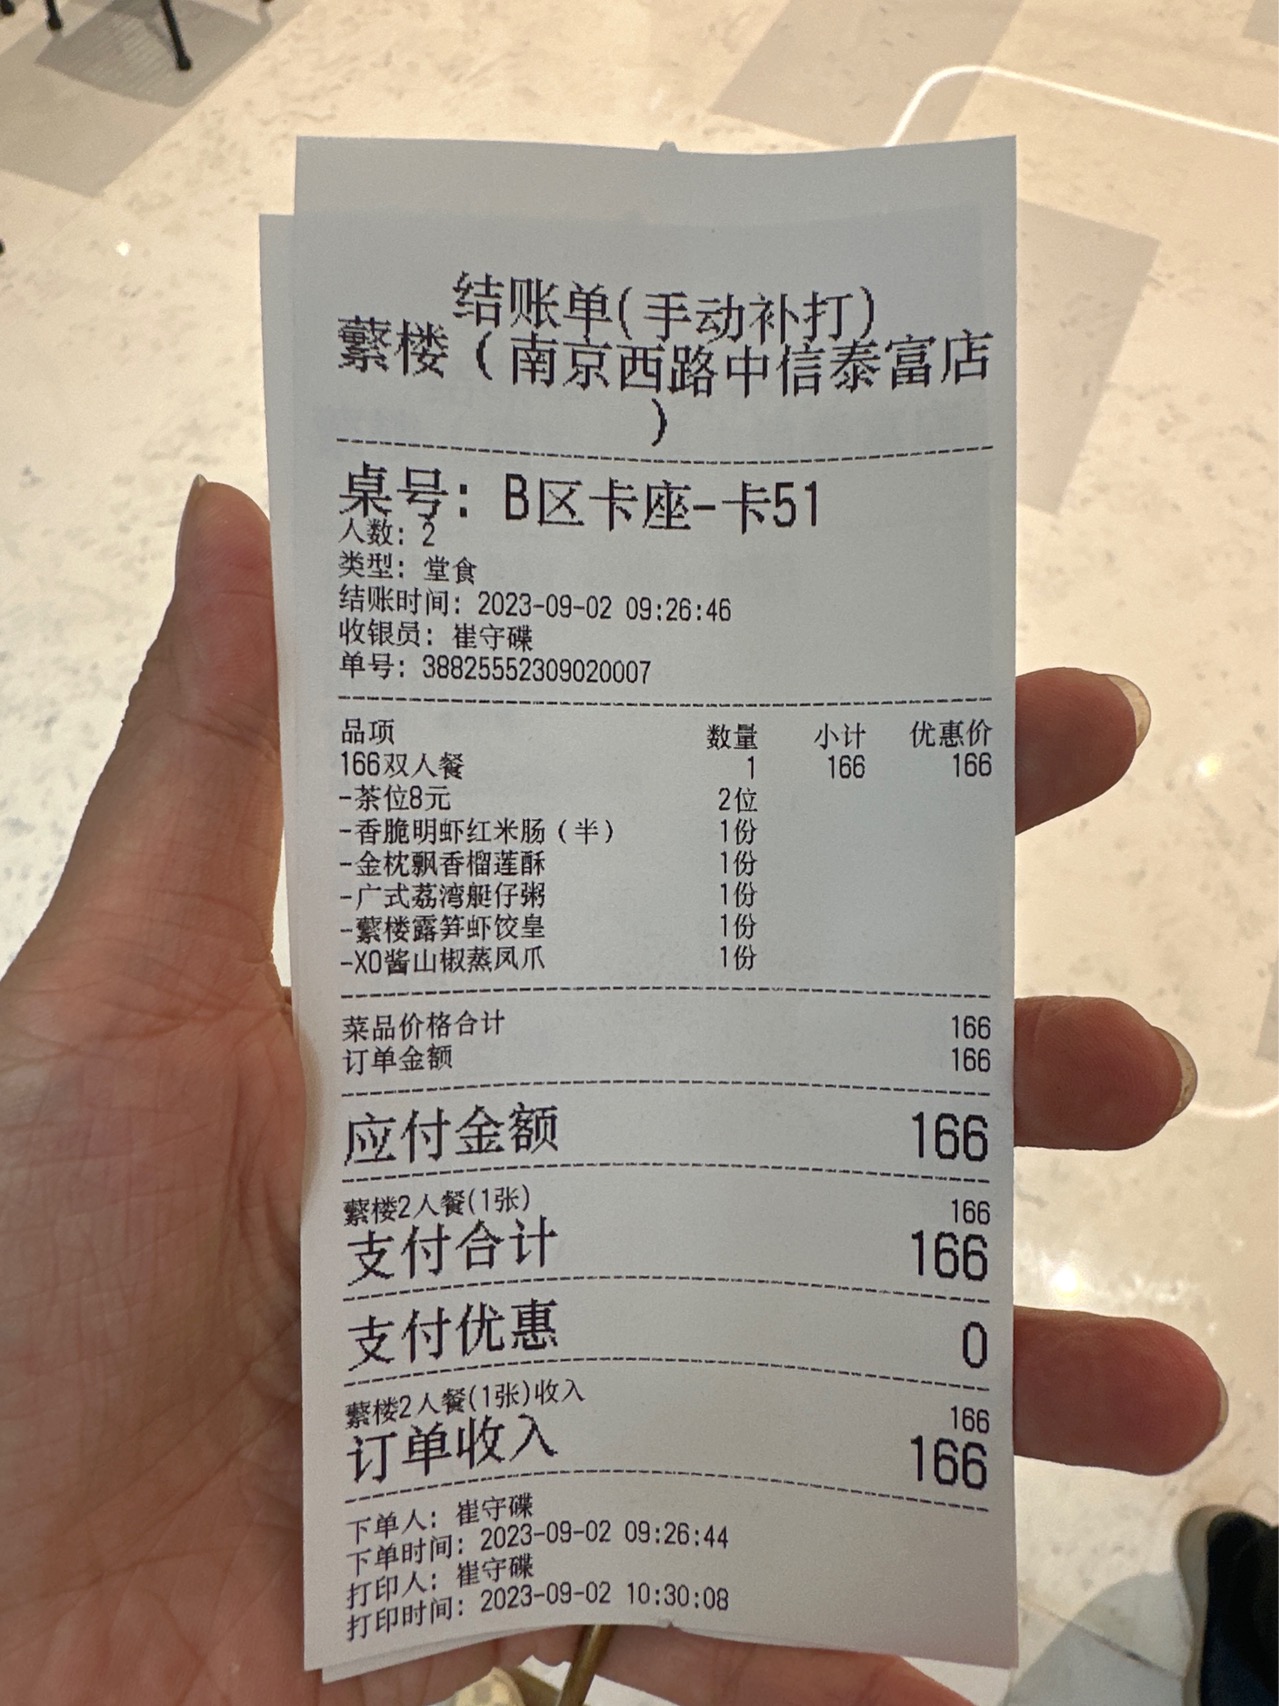 结账单(手动补打)
蘩楼（南京西路中信泰富店
）
桌号: B区卡座-卡51
人数: 2
类型: 堂食
结账时间: 2023-09-02 09:26:46
收银员: 崔守碟
单号: 38825552309020007
品项 数量 小计 优惠价
166双人餐 1 166 166
-茶位8元 2位
-香脆明虾红米肠（半） 1份
-金枕飘香榴莲酥 1份
-广式荔湾艇仔粥 1份
-蘩楼露笋虾饺皇 1份
-XO酱山椒蒸凤爪 1份
菜品价格合计 166
订单金额 166
应付金额 166
蘩楼2人餐(1张) 166
支付合计 166
支付优惠 0
蘩楼2人餐(1张)收入 166
订单收入 166
下单人: 崔守碟
下单时间: 2023-09-02 09:26:44
打印人: 崔守碟
打印时间: 2023-09-02 10:30:08